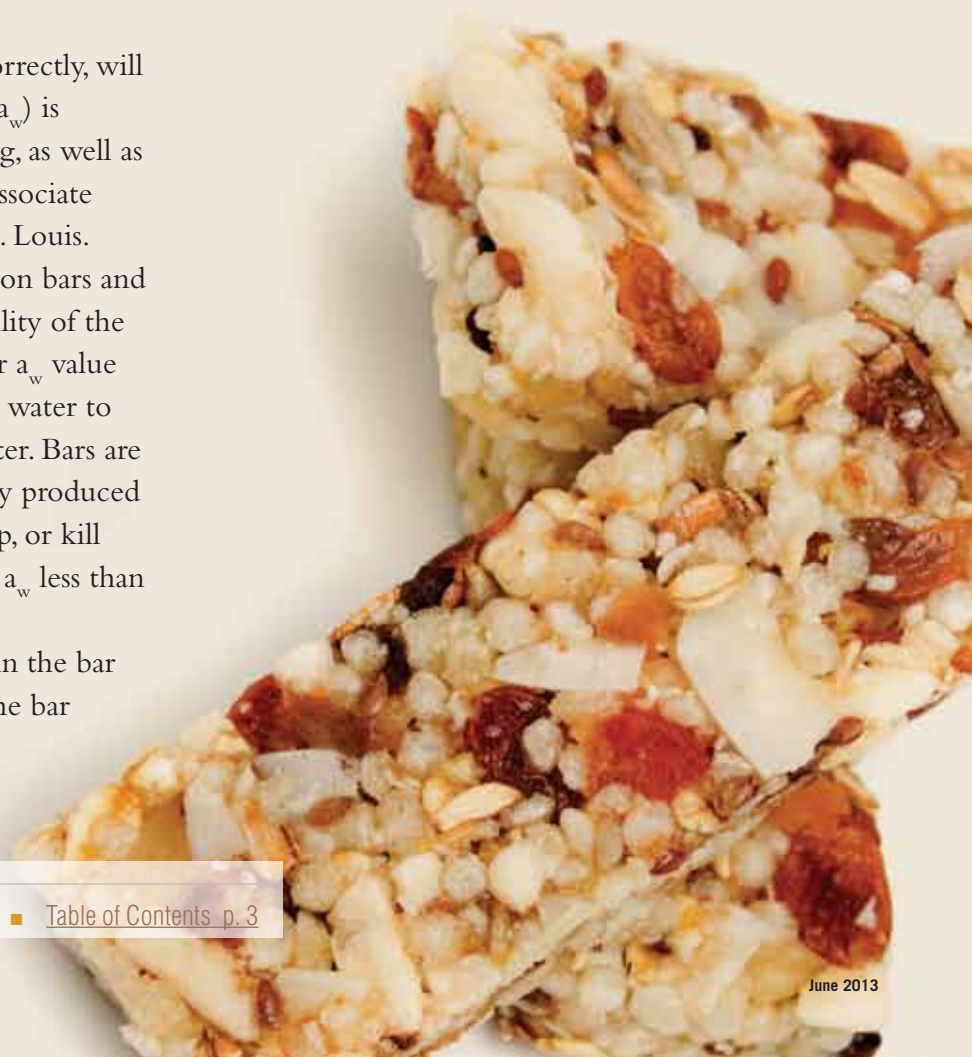 orrectly, will
a_w) is
g, as well as
ssociate
. Louis.
on bars and
lity of the
r a_w value
water to
ter. Bars are
y produced
p, or kill
a_w less than
n the bar
ne bar
■ Table of Contents p. 3
June 2013